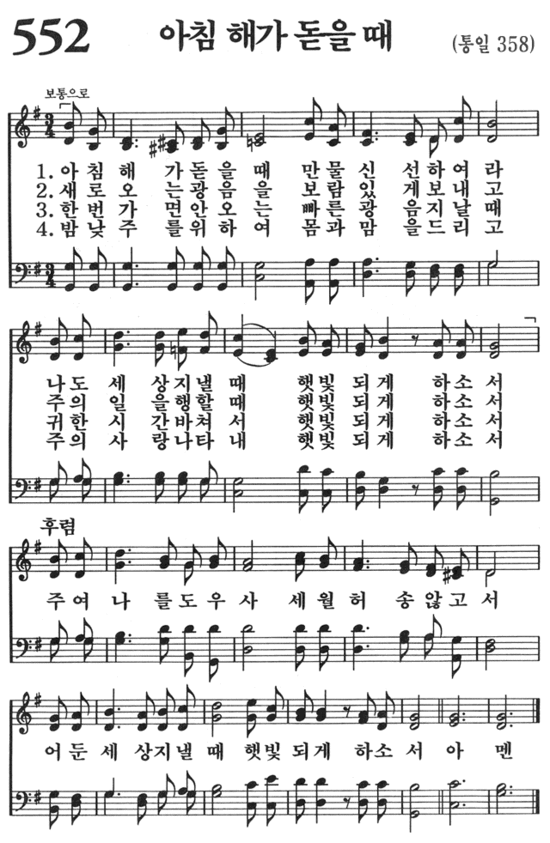 552 아침 해가 돋을 때 (통일 358)
보통으로
1. 아 침 해 가 돋 을 때 만 물 신 선 하 여 라
2. 새 로 오 는 광 음 을 보 람 있 게 보 내 고
3. 한 번 가 면 안 오 는 빠 른 광 음 지 날 때
4. 밤 낮 주 를 위 하 여 몸 과 맘 을 드 리 고
나 도 세 상 지 낼 때 햇 빛 되 게 하 소 서
주 의 일 을 행 할 때 햇 빛 되 게 하 소 서
귀 한 시 간 바 쳐 서 햇 빛 되 게 하 소 서
주 의 사 랑 나 타 내 햇 빛 되 게 하 소 서
후렴
주 여 나 를 도 우 사 세 월 허 송 않 고 서
어 둔 세 상 지 낼 때 햇 빛 되 게 하 소 서 아 멘